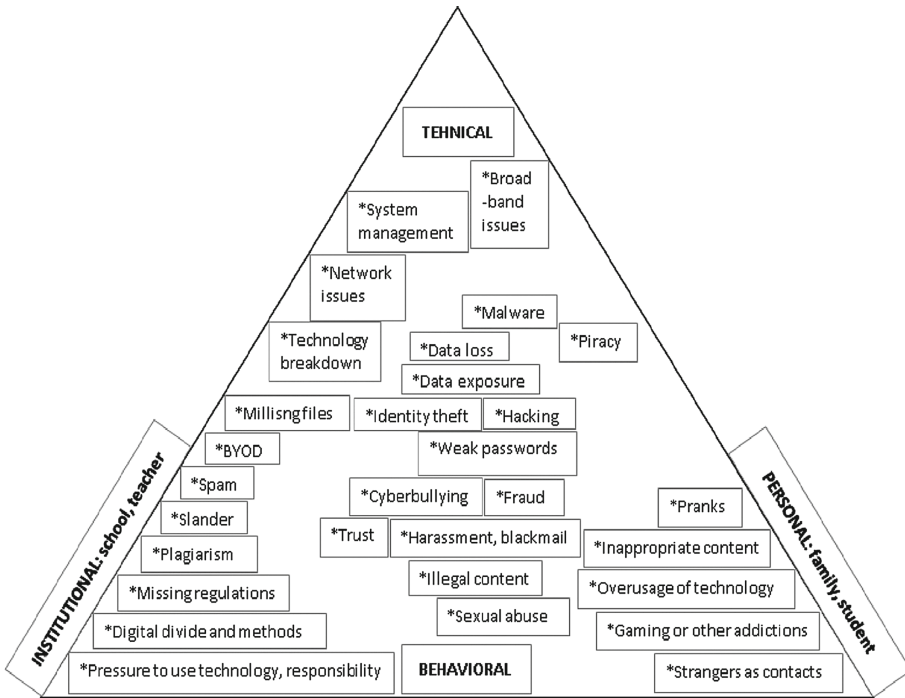 TEHNICAL
*Broad
-band
issues
*System
management
*Network
issues
*Malware
*Technology
breakdown
*Piracy
*Data loss
*Data exposure
*Millisng files
*Identity theft
*Hacking
*BYOD
*Weak passwords
*Spam
*Cyberbullying
*Fraud
*Pranks
*Slander
*Trust
*Harassment, blackmail
*Inappropriate content
*Plagiarism
*Illegal content
*Overusage of technology
*Missing regulations
*Sexual abuse
*Digital divide and methods
*Gaming or other addictions
*Pressure to use technology, responsibility
BEHAVIORAL
*Strangers as contacts
INSTITUTIONAL: school, teacher
PERSONAL: family, student